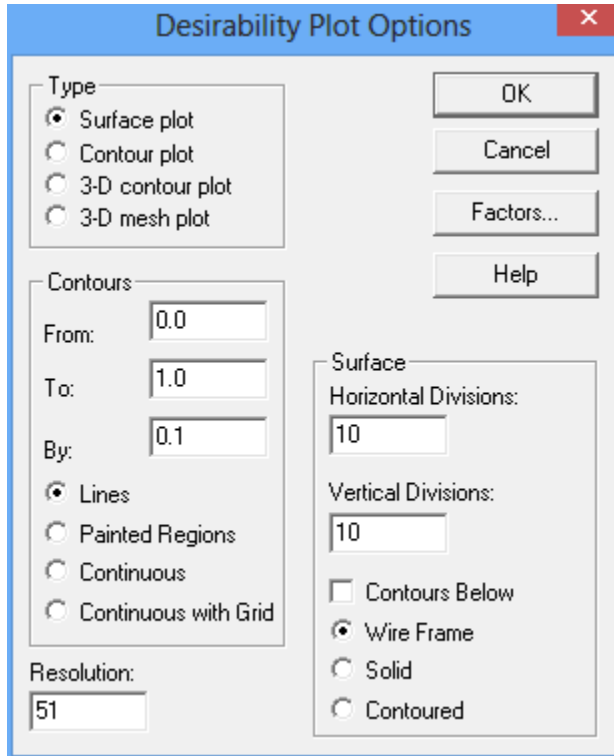 Desirability Plot Options
Type
Surface plot
Contour plot
3-D contour plot
3-D mesh plot
OK
Cancel
Factors...
Help
Contours
From:
0.0
To:
1.0
By:
0.1
Lines
Painted Regions
Continuous
Continuous with Grid
Resolution:
51
Surface
Horizontal Divisions:
10
Vertical Divisions:
10
Contours Below
Wire Frame
Solid
Contoured